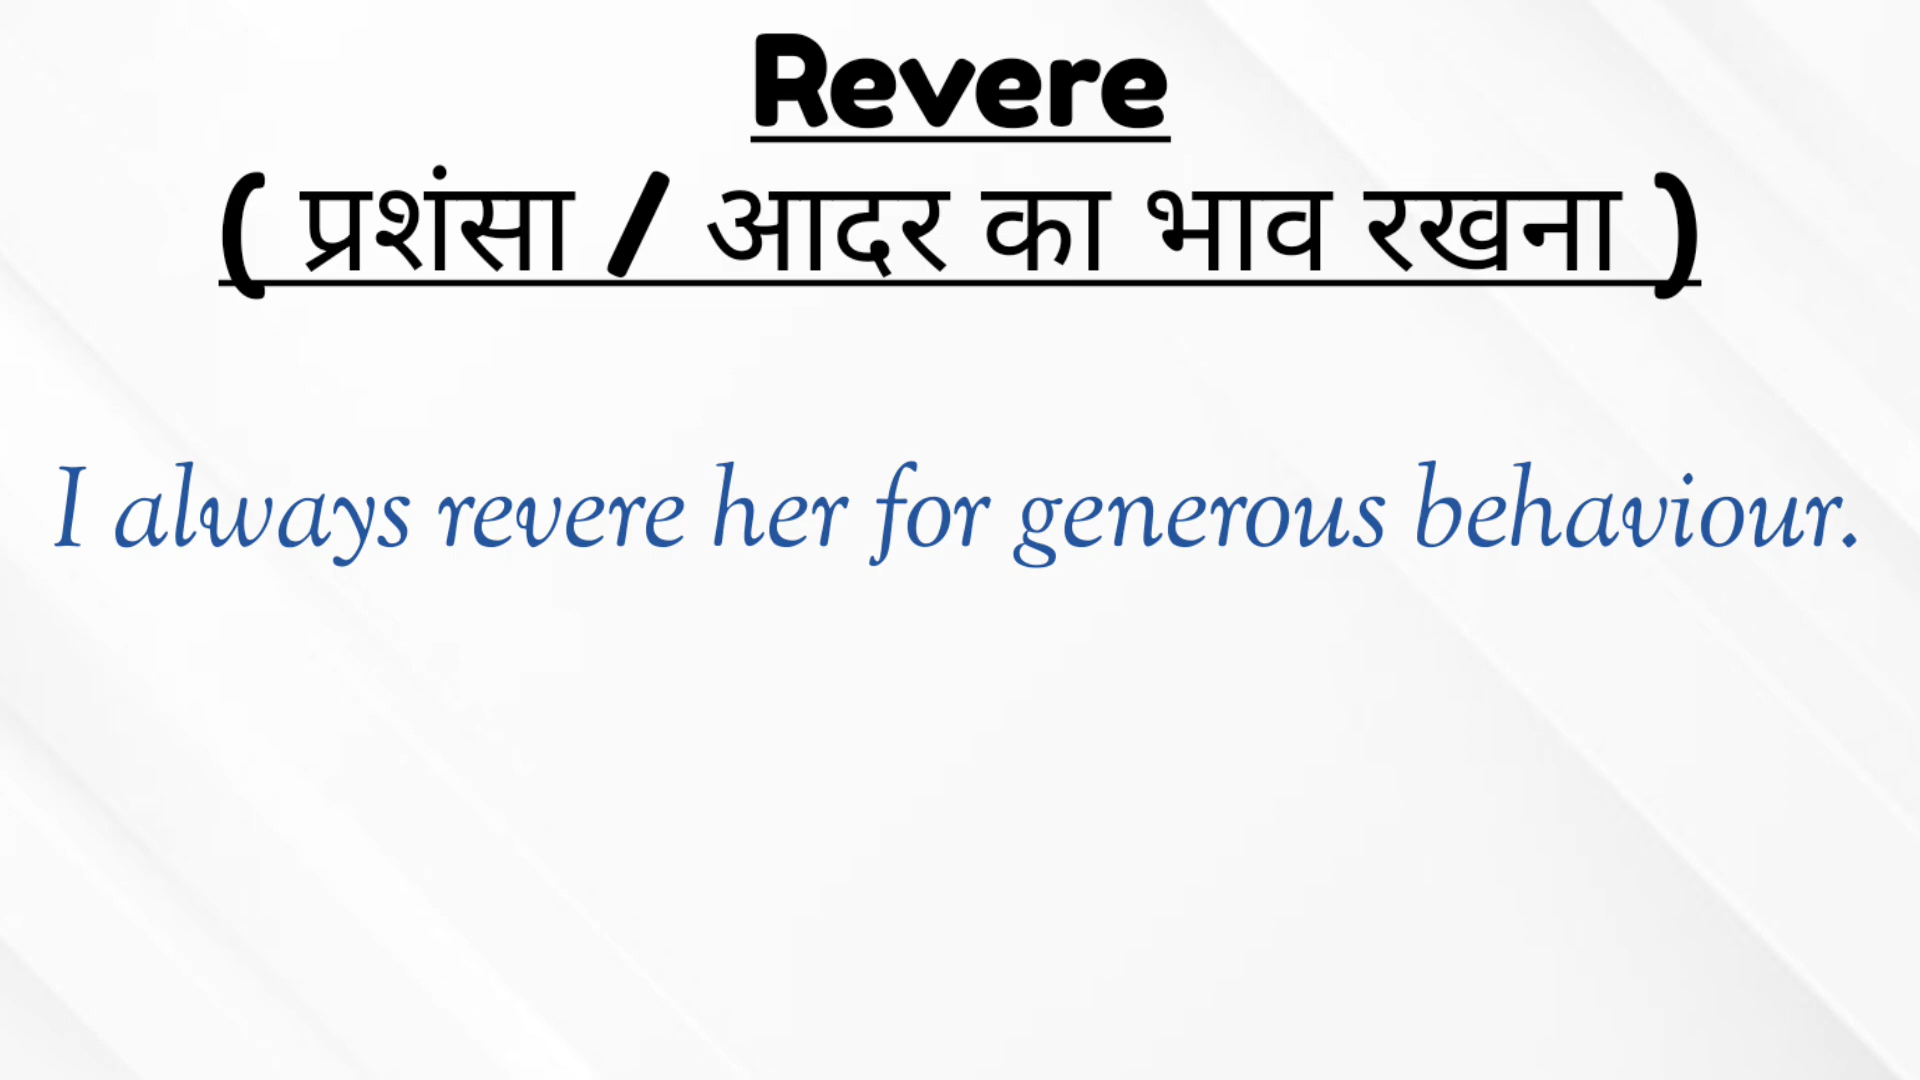 Revere
( प्रशंसा / आदर का भाव रखना )
I always revere her for generous behaviour.